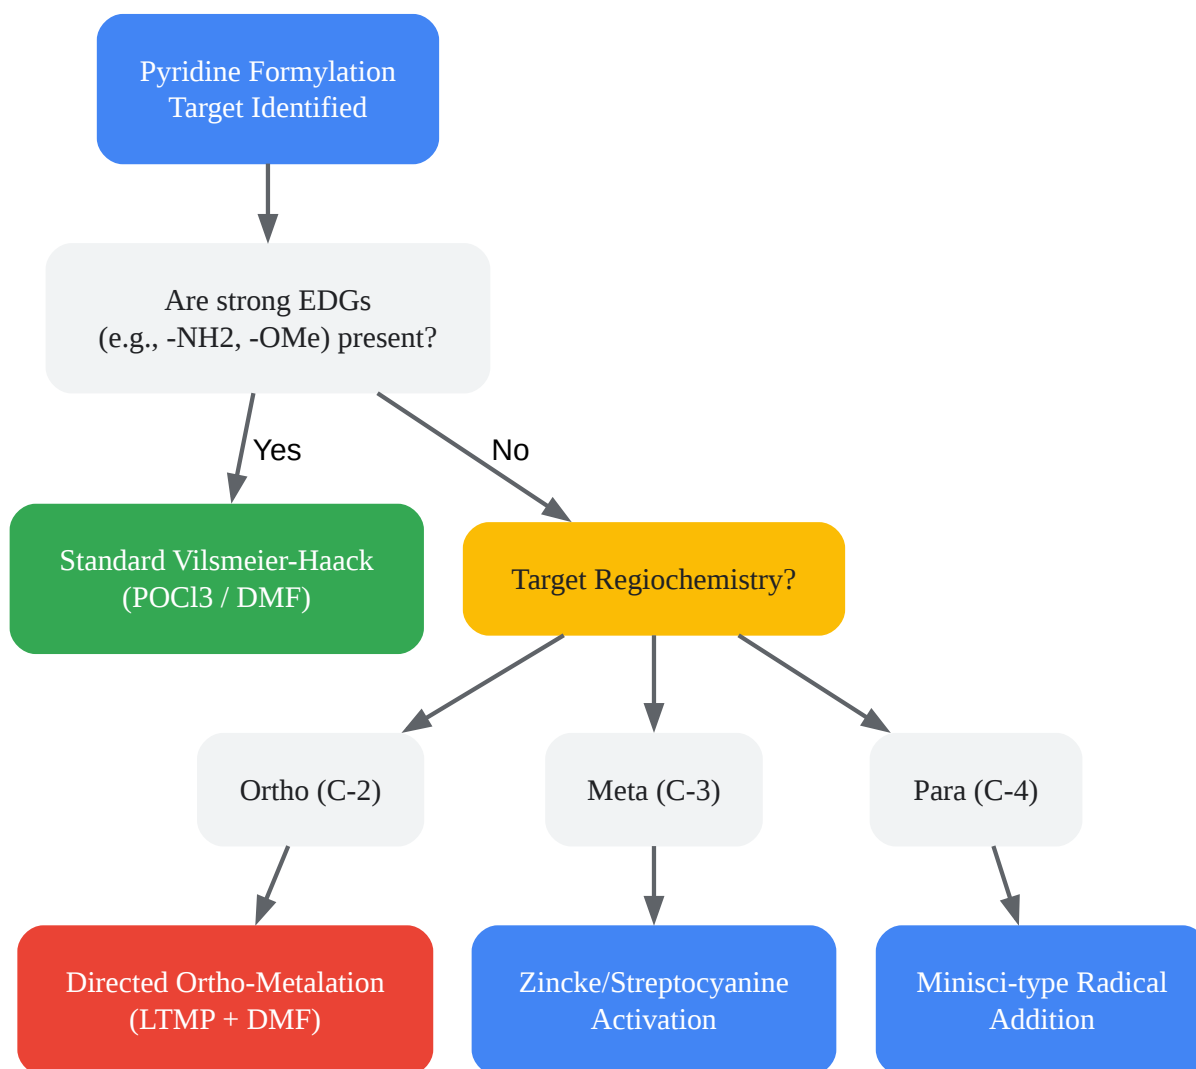 Pyridine Formylation
Target Identified
Are strong EDGs
(e.g., -NH2, -OMe) present?
Yes
No
Standard Vilsmeier-Haack
(POCl3 / DMF)
Target Regiochemistry?
Ortho (C-2)
Meta (C-3)
Para (C-4)
Directed Ortho-Metalation
(LTMP + DMF)
Zincke/Streptocyanine
Activation
Minisci-type Radical
Addition